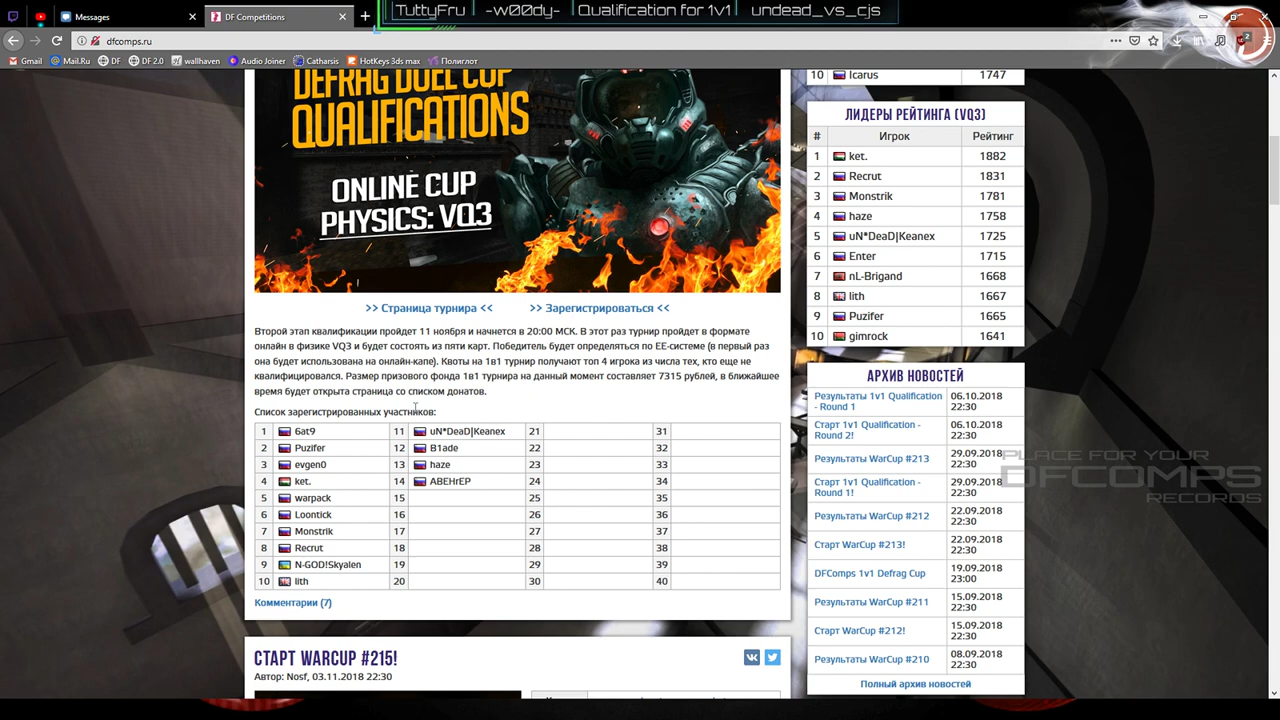 TuttyFru -w00dy- Qualification for 1v1 undead_vs_cjs
Messages DF Competitions
dfcomps.ru
Gmail Mail.Ru DF DF 2.0 wallhaven Audio Joiner Catharsis HotKeys 3ds max Полиглот
DEFRAG DUEL CUP
QUALIFICATIONS
ONLINE CUP
PHYSICS: VQ3
>> Страница турнира << >> Зарегистрироваться <<
Второй этап квалификации пройдет 11 ноября и начнется в 20:00 МСК. В этот раз турнир пройдет в формате
онлайн в физике VQ3 и будет состоять из пяти карт. Победитель будет определяться по EE-системе (в первый раз
она будет использована на онлайн-капе). Квоты на 1в1 турнир получают топ 4 игрока из числа тех, кто еще не
квалифицировался. Размер призового фонда 1в1 турнира на данный момент составляет 7315 рублей, в ближайшее
время будет открыта страница со списком донатов.
Список зарегистрированных участников:
1 6at9 11 uN*DeaD|Keanex 21 31
2 Puzifer 12 B1ade 22 32
3 evgen0 13 haze 23 33
4 ket. 14 ABEHrEP 24 34
5 warpack 15 25 35
6 Loontick 16 26 36
7 Monstrik 17 27 37
8 Recrut 18 28 38
9 N-GOD!Skyalen 19 29 39
10 lith 20 30 40
Комментарии (7)
СТАРТ WARCUP #215!
Автор: Nosf, 03.11.2018 22:30
10 Icarus 1747
ЛИДЕРЫ РЕЙТИНГА (VQ3)
# Игрок Рейтинг
1 ket. 1882
2 Recrut 1831
3 Monstrik 1781
4 haze 1758
5 uN*DeaD|Keanex 1725
6 Enter 1715
7 nL-Brigand 1668
8 lith 1667
9 Puzifer 1665
10 gimrock 1641
АРХИВ НОВОСТЕЙ
Результаты 1v1 Qualification 06.10.2018
- Round 1 22:30
Старт 1v1 Qualification - 06.10.2018
Round 2! 22:30
Результаты WarCup #213 29.09.2018
22:30
Старт 1v1 Qualification - 29.09.2018
Round 1! 22:30
Результаты WarCup #212 22.09.2018
22:30
Старт WarCup #213! 22.09.2018
22:30
DFComps 1v1 Defrag Cup 19.09.2018
23:00
Результаты WarCup #211 15.09.2018
22:30
Старт WarCup #212! 15.09.2018
22:30
Результаты WarCup #210 08.09.2018
22:30
Полный архив новостей
PLACE FOR YOUR
DFCOMPS
RECORDS
2